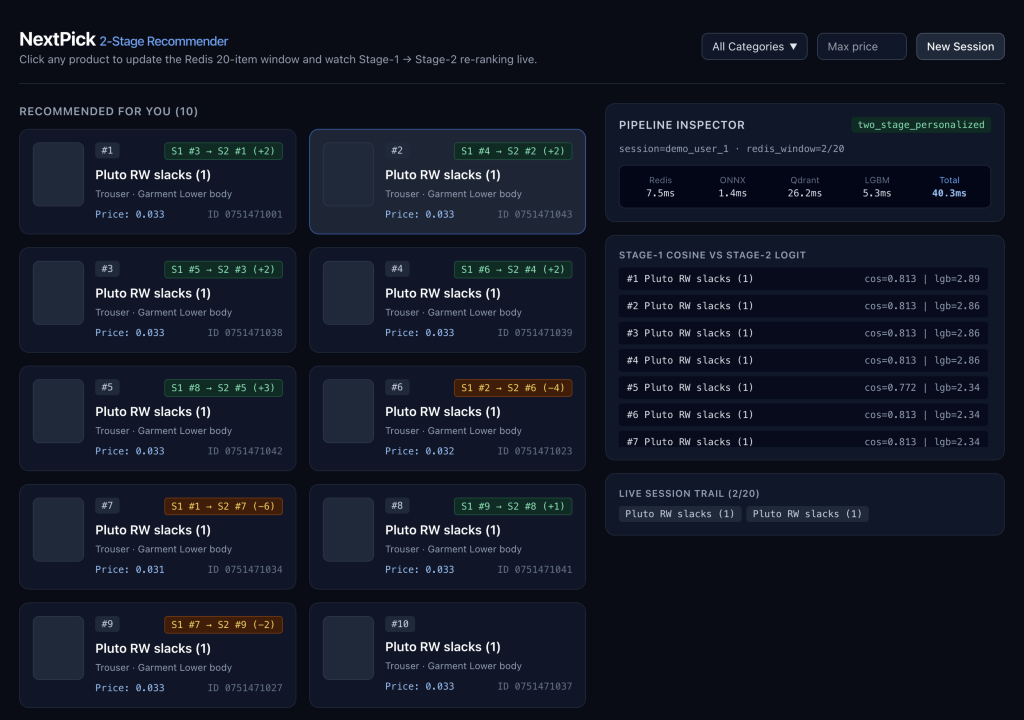 NextPick 2-Stage Recommender
Click any product to update the Redis 20-item window and watch Stage-1 → Stage-2 re-ranking live.
All Categories ▼
Max price
New Session
RECOMMENDED FOR YOU (10)
#1
S1 #3 → S2 #1 (+2)
Pluto RW slacks (1)
Trouser · Garment Lower body
Price: 0.033
ID 0751471001
#2
S1 #4 → S2 #2 (+2)
Pluto RW slacks (1)
Trouser · Garment Lower body
Price: 0.033
ID 0751471043
#3
S1 #5 → S2 #3 (+2)
Pluto RW slacks (1)
Trouser · Garment Lower body
Price: 0.033
ID 0751471038
#4
S1 #6 → S2 #4 (+2)
Pluto RW slacks (1)
Trouser · Garment Lower body
Price: 0.033
ID 0751471039
#5
S1 #8 → S2 #5 (+3)
Pluto RW slacks (1)
Trouser · Garment Lower body
Price: 0.033
ID 0751471042
#6
S1 #2 → S2 #6 (−4)
Pluto RW slacks (1)
Trouser · Garment Lower body
Price: 0.032
ID 0751471023
#7
S1 #1 → S2 #7 (−6)
Pluto RW slacks (1)
Trouser · Garment Lower body
Price: 0.031
ID 0751471034
#8
S1 #9 → S2 #8 (+1)
Pluto RW slacks (1)
Trouser · Garment Lower body
Price: 0.033
ID 0751471041
#9
S1 #7 → S2 #9 (−2)
Pluto RW slacks (1)
Trouser · Garment Lower body
Price: 0.033
ID 0751471027
#10
Pluto RW slacks (1)
Trouser · Garment Lower body
Price: 0.033
ID 0751471037
PIPELINE INSPECTOR
two_stage_personalized
session=demo_user_1 · redis_window=2/20
Redis
7.5ms
ONNX
1.4ms
Qdrant
26.2ms
LGBM
5.3ms
Total
40.3ms
STAGE-1 COSINE VS STAGE-2 LOGIT
#1 Pluto RW slacks (1) cos=0.813 | lgb=2.89
#2 Pluto RW slacks (1) cos=0.813 | lgb=2.86
#3 Pluto RW slacks (1) cos=0.813 | lgb=2.86
#4 Pluto RW slacks (1) cos=0.813 | lgb=2.86
#5 Pluto RW slacks (1) cos=0.772 | lgb=2.34
#6 Pluto RW slacks (1) cos=0.813 | lgb=2.34
#7 Pluto RW slacks (1) cos=0.813 | lgb=2.34
LIVE SESSION TRAIL (2/20)
Pluto RW slacks (1) Pluto RW slacks (1)